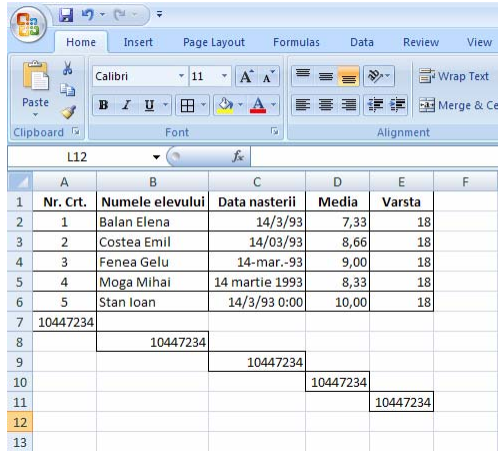 Home Insert Page Layout Formulas Data Review View
Calibri 11 A A Wrap Text
Paste B I U A Merge & Ce
Clipboard Font Alignment
L12 fx
A B C D E F
1 Nr. Crt. Numele elevului Data nasterii Media Varsta
2 1 Balan Elena 14/3/93 7,33 18
3 2 Costea Emil 14/03/93 8,66 18
4 3 Fenea Gelu 14-mar.-93 9,00 18
5 4 Moga Mihai 14 martie 1993 8,33 18
6 5 Stan Ioan 14/3/93 0:00 10,00 18
7 10447234
8 10447234
9 10447234
10 10447234
11 10447234
12
13